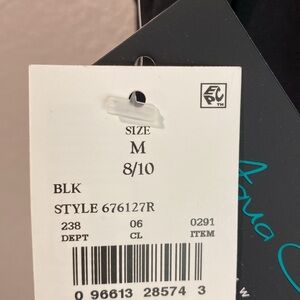 SIZE
M
8/10
BLK
STYLE 676127R
238 06 0291
DEPT CL ITEM
0 96613 28574 3